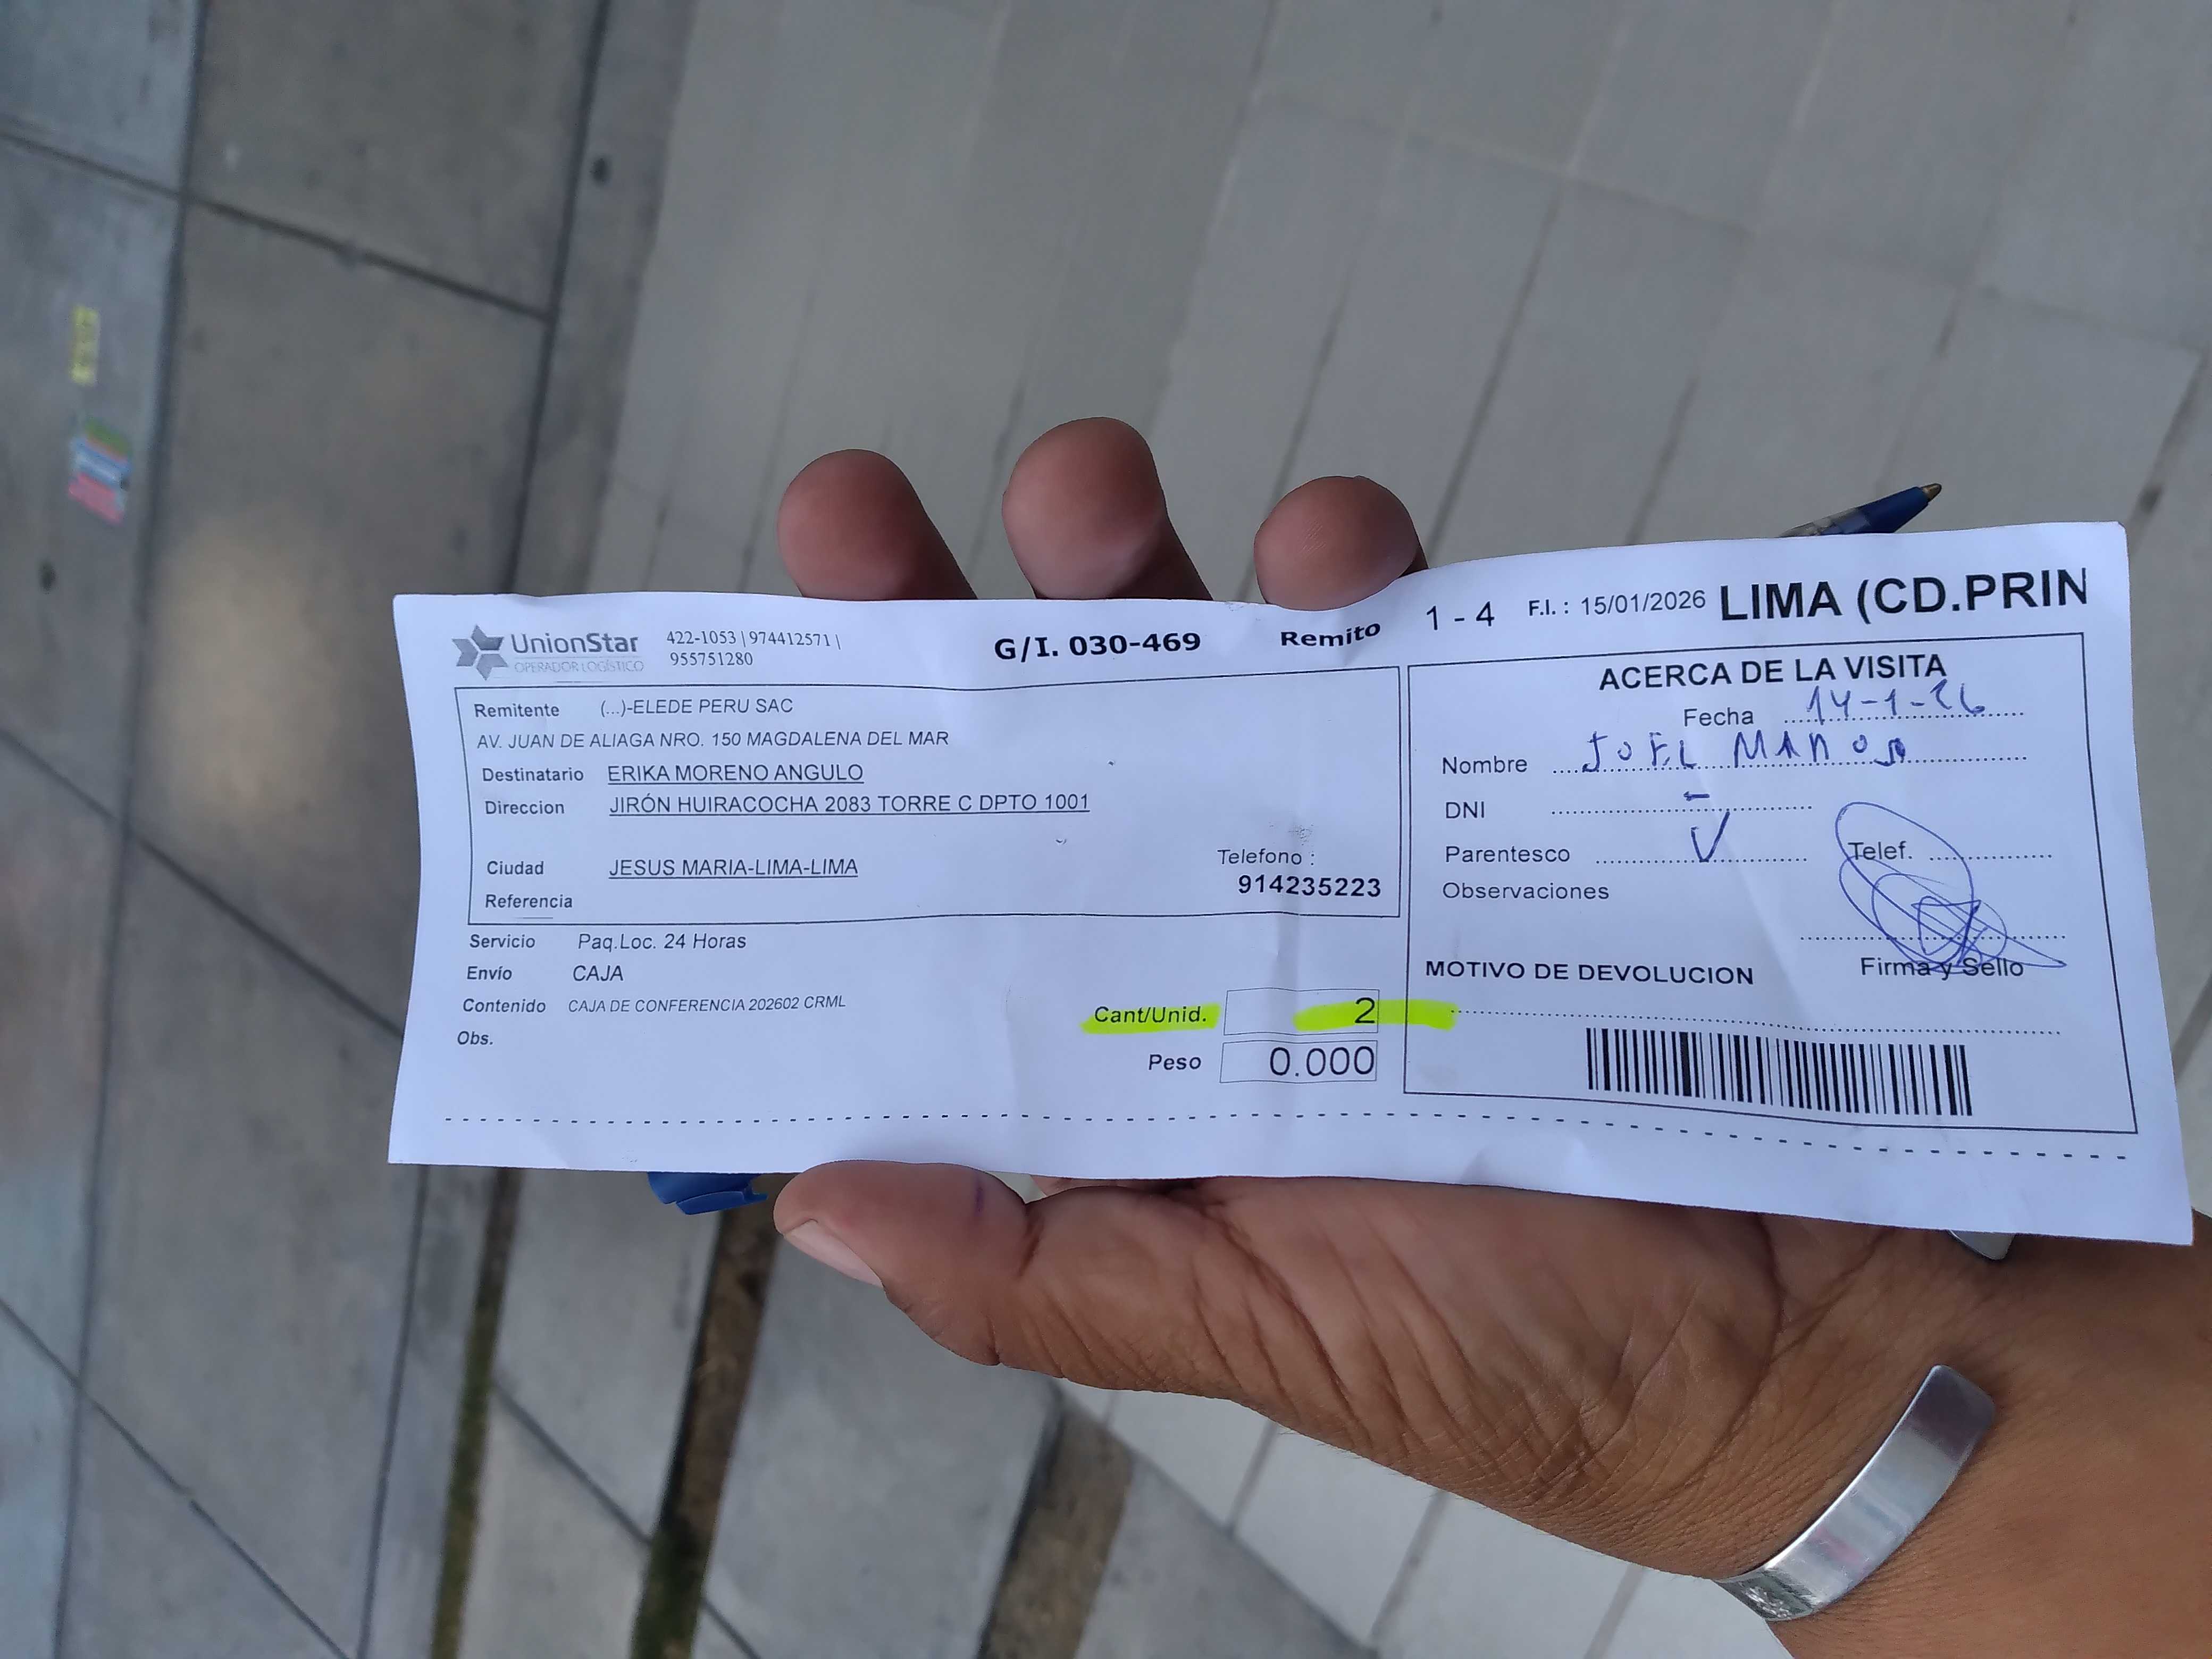 UnionStar
OPERADOR LOGÍSTICO
422-1053 | 974412571 |
955751280
G/I. 030-469
Remito 1 - 4
F.I. : 15/01/2026
LIMA (CD.PRIN
Remitente (...)-ELEDE PERU SAC
AV. JUAN DE ALIAGA NRO. 150 MAGDALENA DEL MAR
Destinatario ERIKA MORENO ANGULO
Direccion JIRÓN HUIRACOCHA 2083 TORRE C DPTO 1001
Ciudad JESUS MARIA-LIMA-LIMA
Telefono :
914235223
Referencia
Servicio Paq.Loc. 24 Horas
Envío CAJA
Contenido CAJA DE CONFERENCIA 202602 CRML
Obs.
Cant/Unid. 2
Peso 0.000
ACERCA DE LA VISITA
Fecha 14-1-26
Nombre JOEL
DNI -
Parentesco
Telef.
Observaciones
Firma y Sello
MOTIVO DE DEVOLUCION